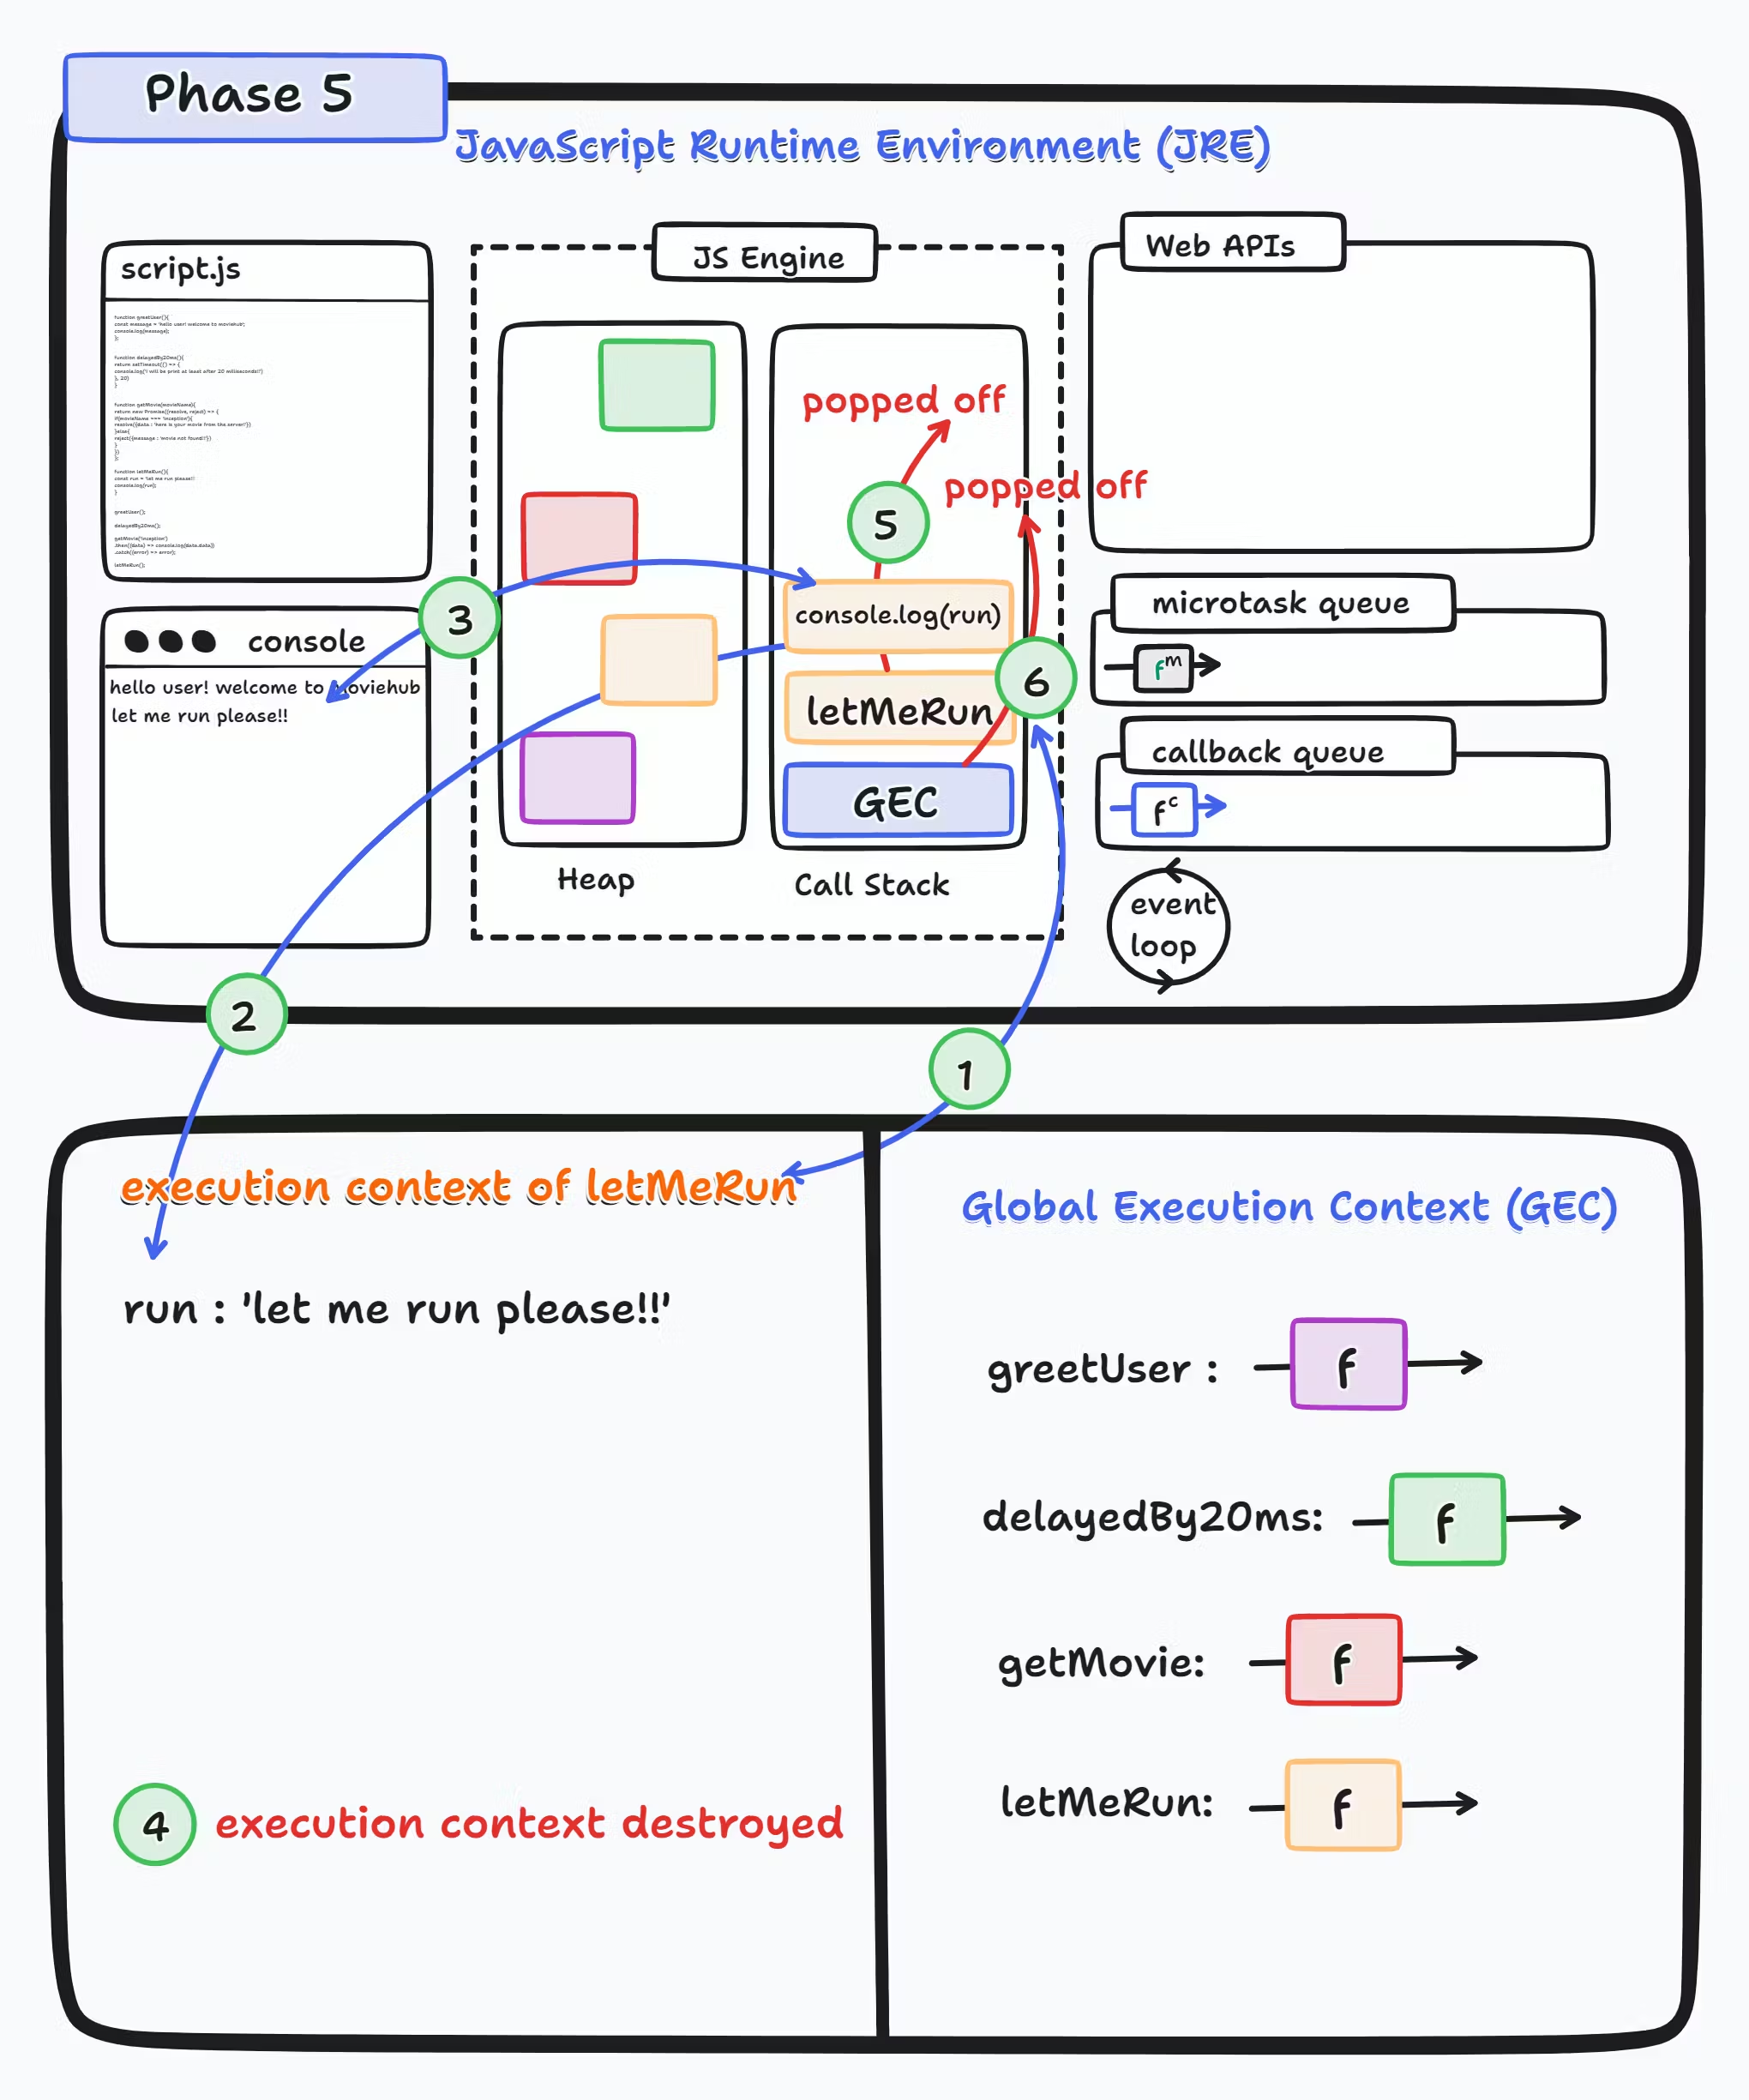 Phase 5
JavaScript Runtime Environment (JRE)
script.js
function greetUser(){
const message = 'hello user! welcome to moviehub';
console.log(message);
};
function delayedBy20ms(){
return setTimeout(() => {
console.log('I will be print at least after 20 milliseconds!')
}, 20)
}
function getMovie(movieName){
return new Promise((resolve, reject) => {
if(movieName === 'inception'){
resolve({data : 'here is your movie from the server!'})
}else{
reject({message : 'movie not found!'})
}
})
};
function letMeRun(){
const run = 'let me run please!!
console.log(run);
}
greetUser();
delayedBy20ms();
getMovie('inception')
.then((data) => console.log(data.data))
.catch((error) => error);
letMeRun();
console
hello user! welcome to moviehub
let me run please!!
JS Engine
popped off
popped off
5
3
console.log(run)
6
letMeRun
GEC
Heap
Call Stack
Web APIs
microtask queue
fᵐ
callback queue
fᶜ
event
loop
2
1
execution context of letMeRun
run : 'let me run please!!'
4 execution context destroyed
Global Execution Context (GEC)
greetUser : f
delayedBy20ms: f
getMovie: f
letMeRun: f